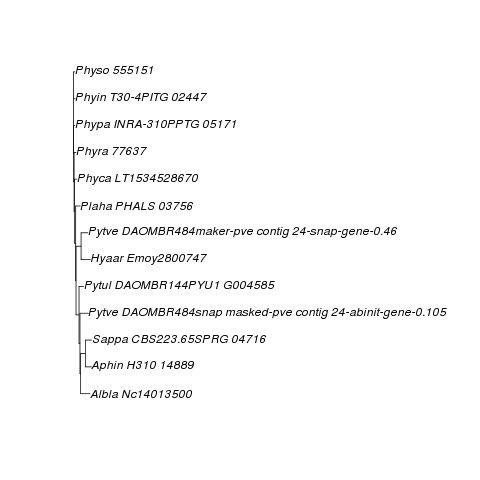 Physo 555151
Phyin T30-4PITG 02447
Phypa INRA-310PPTG 05171
Phyra 77637
Phyca LT1534528670
Plaha PHALS 03756
Pytve DAOMBR484maker-pve contig 24-snap-gene-0.46
Hyaar Emoy2800747
Pytul DAOMBR144PYU1 G004585
Pytve DAOMBR484snap masked-pve contig 24-abinit-gene-0.105
Sappa CBS223.65SPRG 04716
Aphin H310 14889
Albla Nc14013500